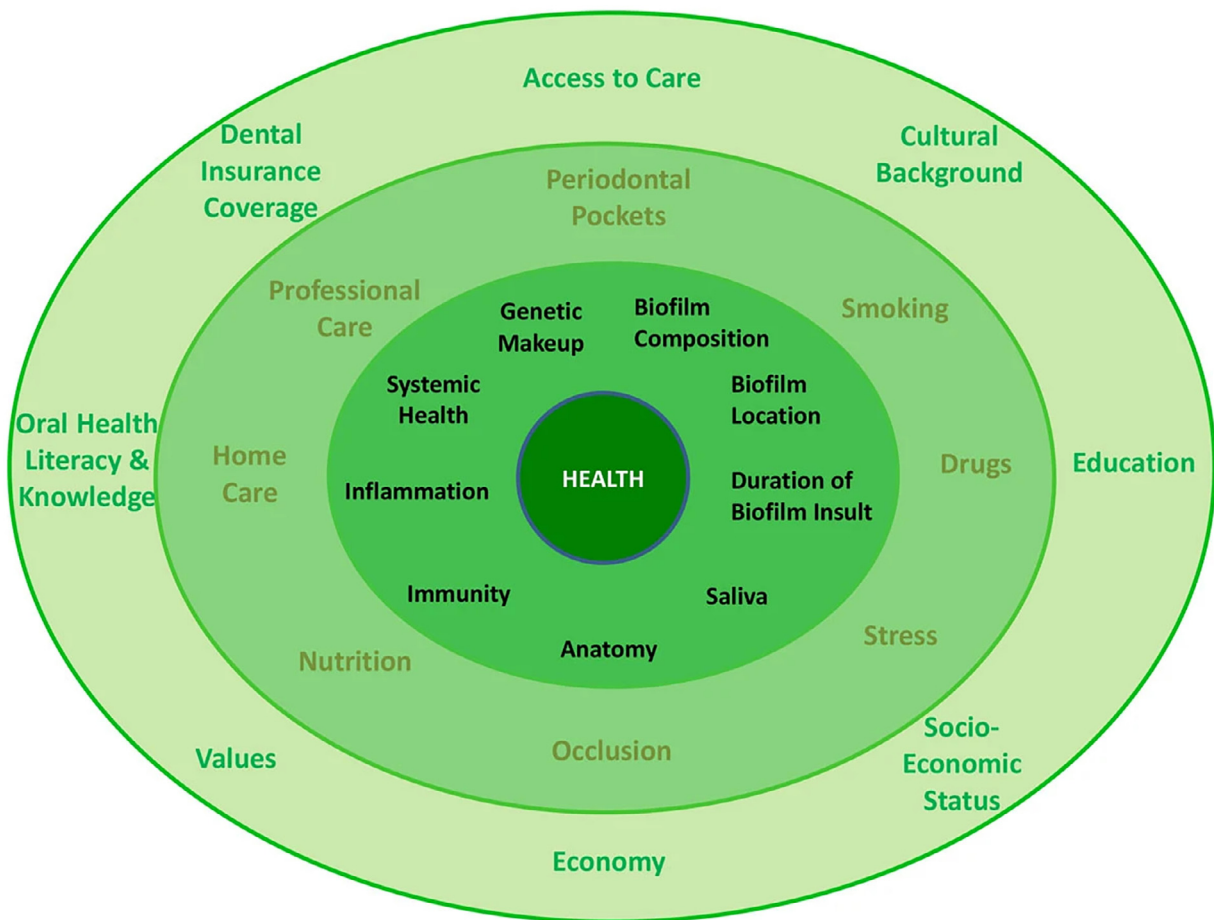 Access to Care
Dental
Insurance
Coverage
Cultural
Background
Periodontal
Pockets
Professional
Care
Smoking
Genetic
Makeup
Biofilm
Composition
Systemic
Health
Biofilm
Location
Oral Health
Literacy &
Knowledge
Home
Care
Inflammation
HEALTH
Duration of
Biofilm Insult
Drugs
Education
Immunity
Saliva
Anatomy
Nutrition
Stress
Values
Occlusion
Socio-
Economic
Status
Economy